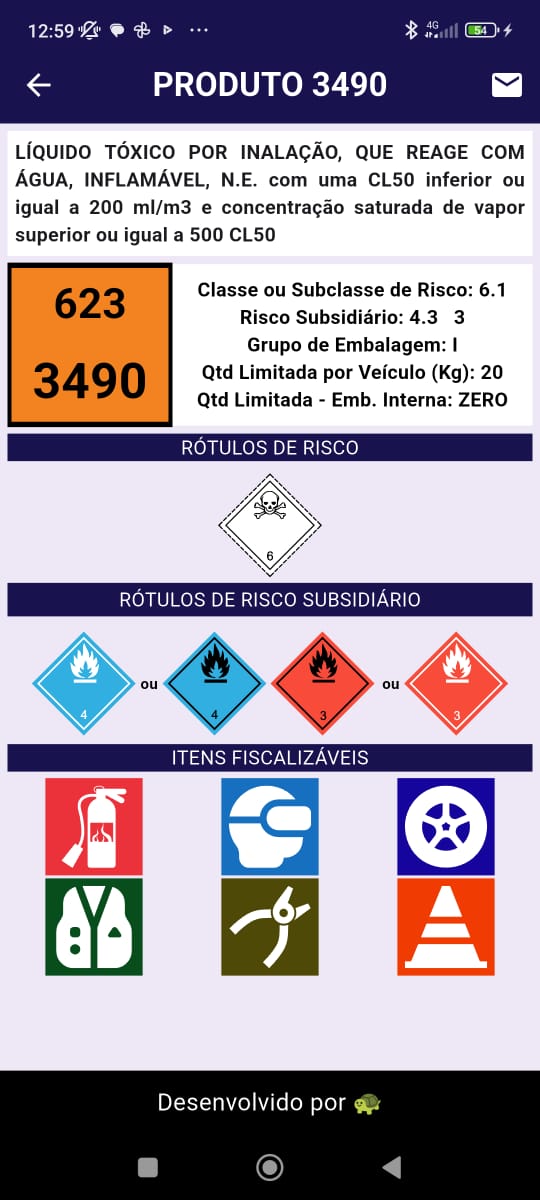 12:59
4G
54
PRODUTO 3490
LÍQUIDO TÓXICO POR INALAÇÃO, QUE REAGE COM
ÁGUA, INFLAMÁVEL, N.E. com uma CL50 inferior ou
igual a 200 ml/m3 e concentração saturada de vapor
superior ou igual a 500 CL50
623
3490
Classe ou Subclasse de Risco: 6.1
Risco Subsidiário: 4.3 3
Grupo de Embalagem: I
Qtd Limitada por Veículo (Kg): 20
Qtd Limitada - Emb. Interna: ZERO
RÓTULOS DE RISCO
6
RÓTULOS DE RISCO SUBSIDIÁRIO
4
ou
4
3
ou
3
ITENS FISCALIZÁVEIS
Desenvolvido por